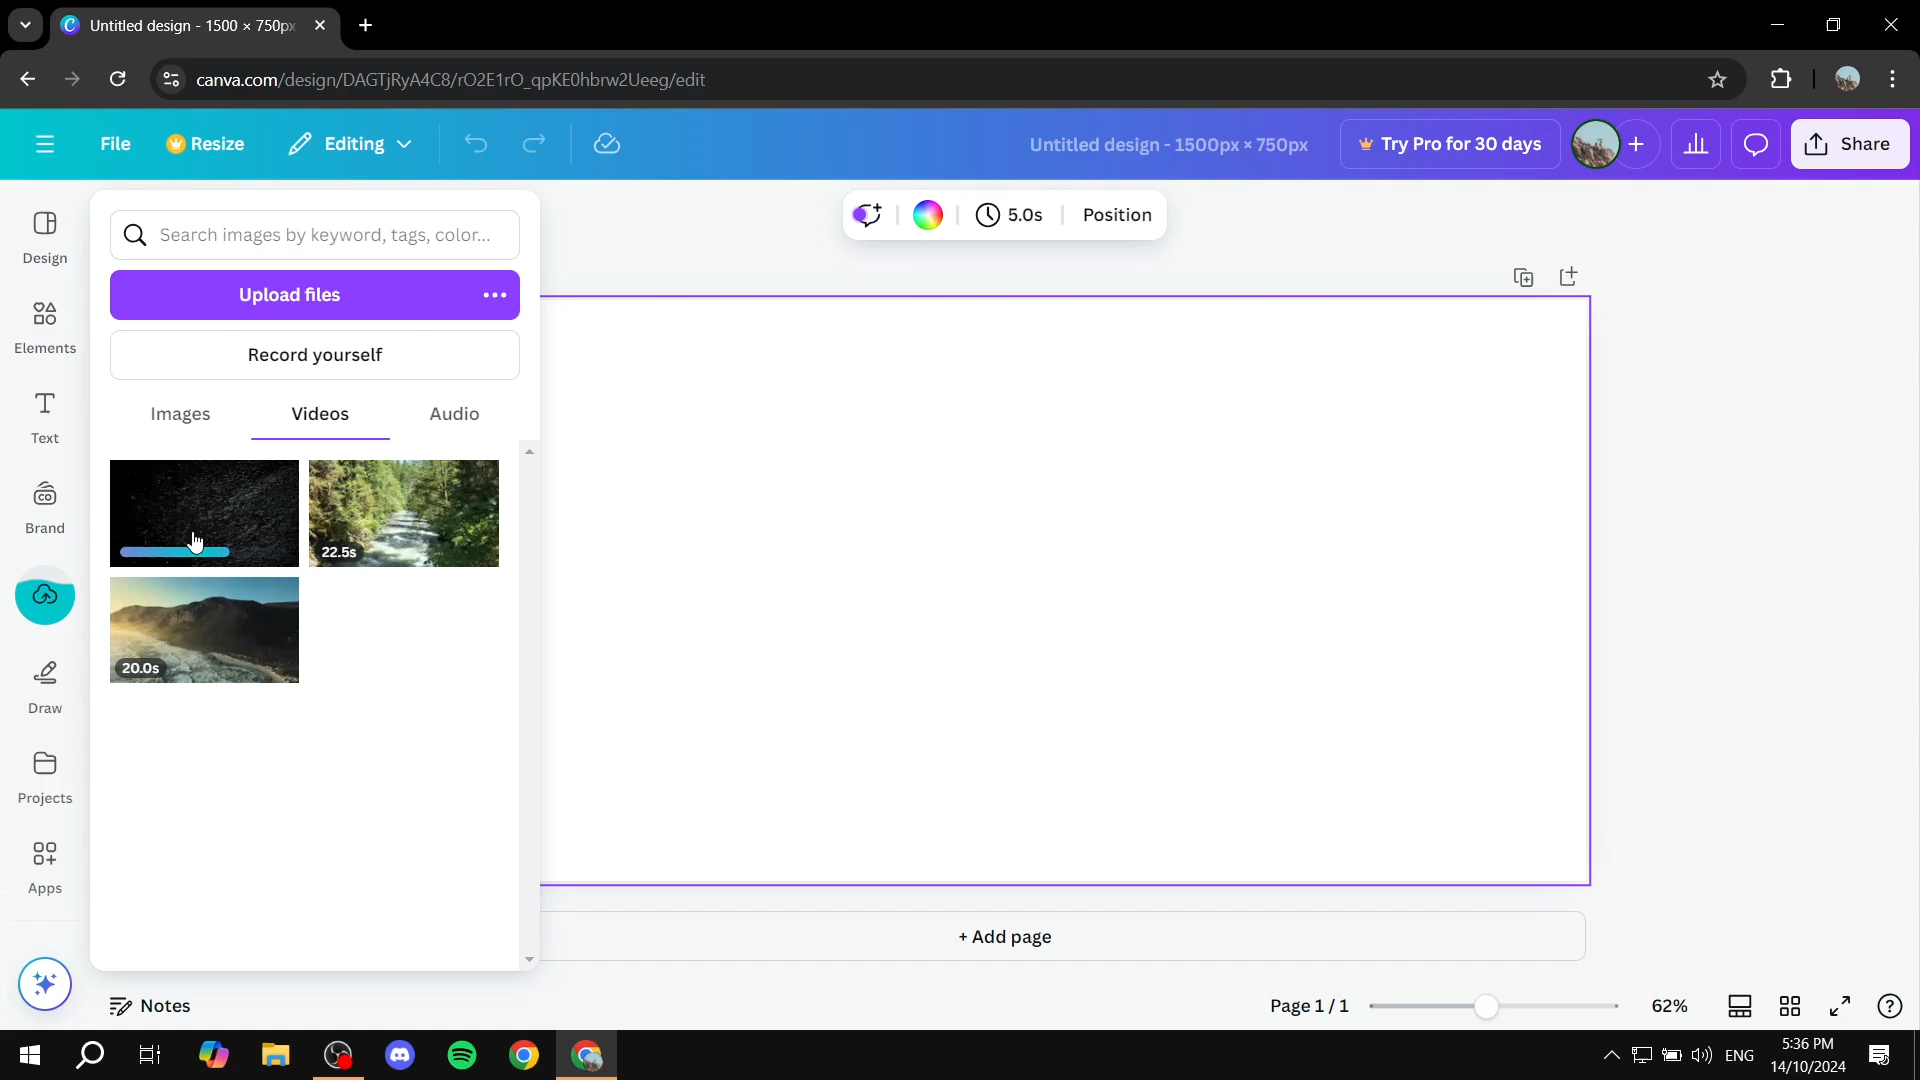 Untitled design - 1500 × 750px
canva.com/design/DAGTjRyA4C8/rO2E1rO_qpKE0hbrw2Ueeg/edit
File
Resize
Editing
Untitled design - 1500px × 750px
Try Pro for 30 days
Share
Design
Elements
Text
Brand
Draw
Projects
Apps
Search images by keyword, tags, color...
Upload files
Record yourself
Images
Videos
Audio
22.5s
20.0s
5.0s
Position
+ Add page
Notes
Page 1 / 1
62%
ENG
5:36 PM
14/10/2024